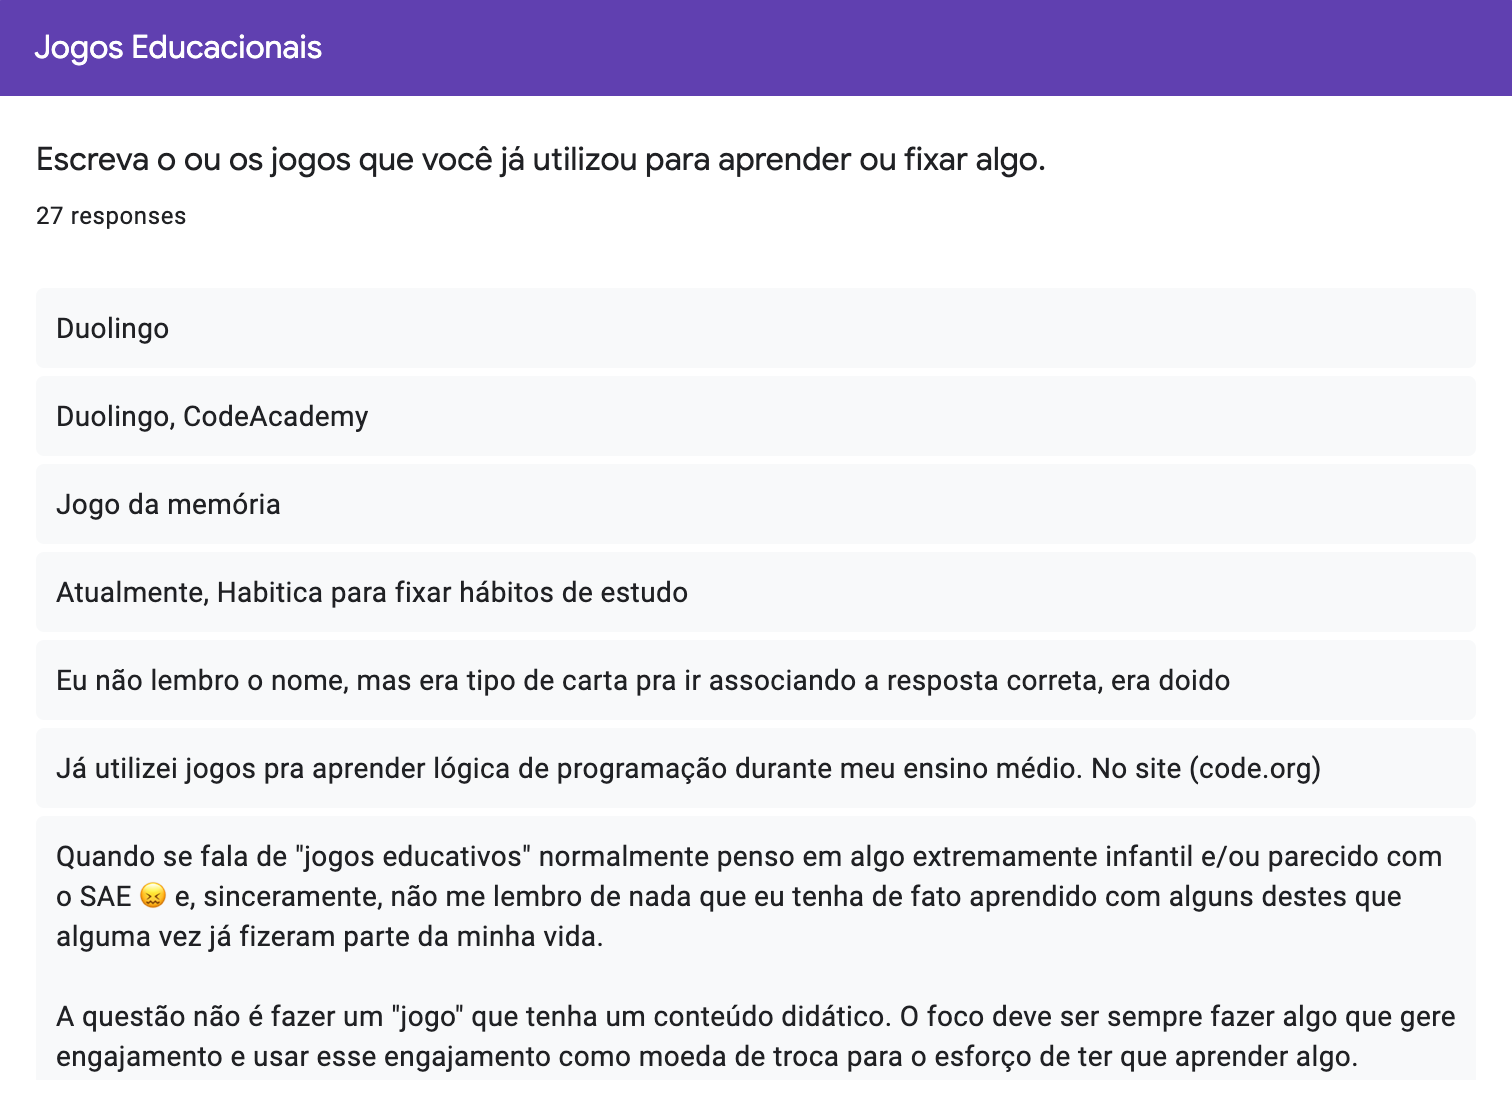 Jogos Educacionais
Escreva o ou os jogos que você já utilizou para aprender ou fixar algo.
27 responses
Duolingo
Duolingo, CodeAcademy
Jogo da memória
Atualmente, Habitica para fixar hábitos de estudo
Eu não lembro o nome, mas era tipo de carta pra ir associando a resposta correta, era doido
Já utilizei jogos pra aprender lógica de programação durante meu ensino médio. No site (code.org)
Quando se fala de "jogos educativos" normalmente penso em algo extremamente infantil e/ou parecido com
o SAE 😖 e, sinceramente, não me lembro de nada que eu tenha de fato aprendido com alguns destes que
alguma vez já fizeram parte da minha vida.
A questão não é fazer um "jogo" que tenha um conteúdo didático. O foco deve ser sempre fazer algo que gere
engajamento e usar esse engajamento como moeda de troca para o esforço de ter que aprender algo.